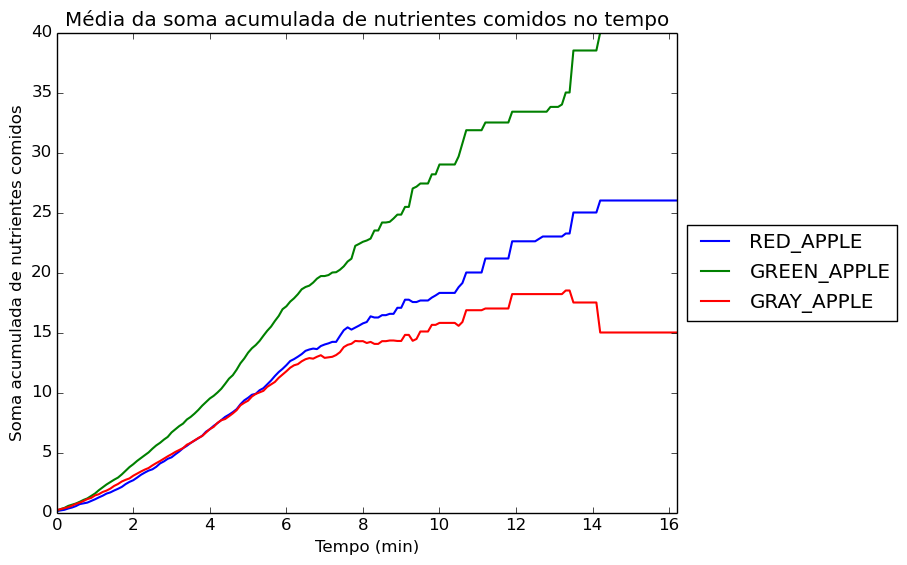 Média da soma acumulada de nutrientes comidos no tempo
Soma acumulada de nutrientes comidos
40
35
30
25
20
15
10
5
0
0 2 4 6 8 10 12 14 16
Tempo (min)
RED_APPLE
GREEN_APPLE
GRAY_APPLE